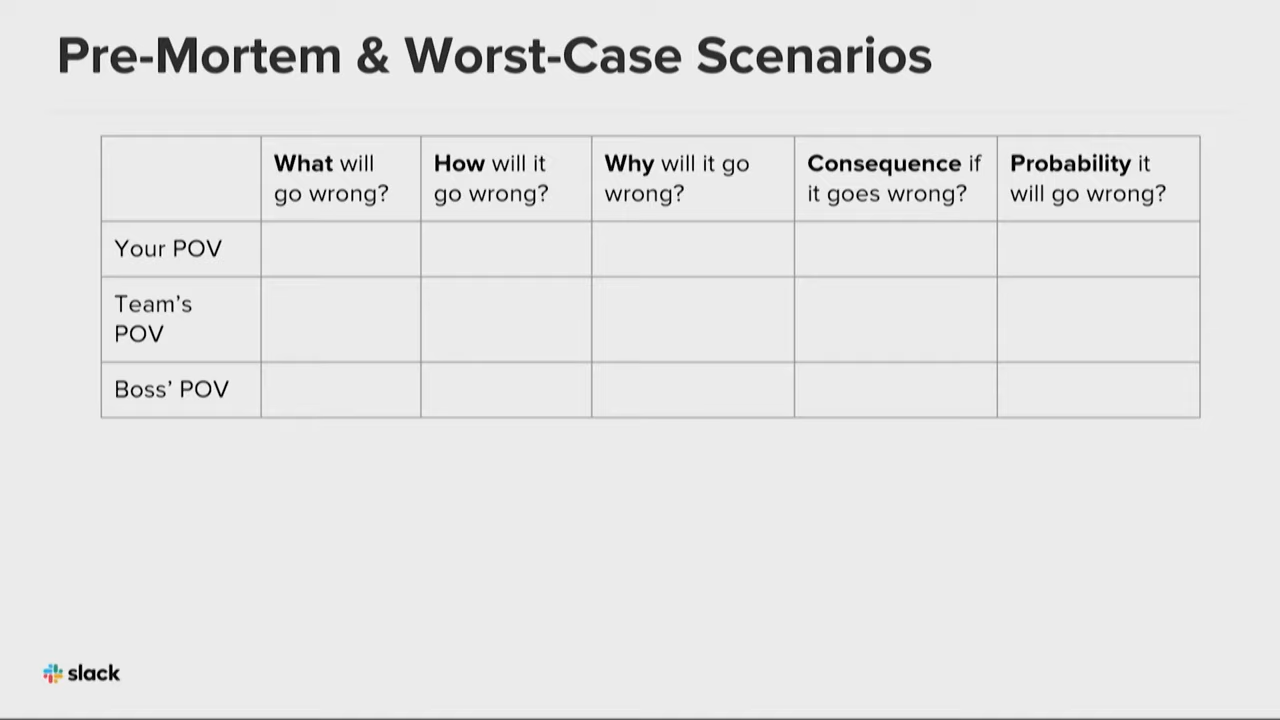 Pre-Mortem & Worst-Case Scenarios
What will
go wrong?
How will it
go wrong?
Why will it go
wrong?
Consequence if
it goes wrong?
Probability it
will go wrong?
Your POV
Team’s
POV
Boss’ POV
slack